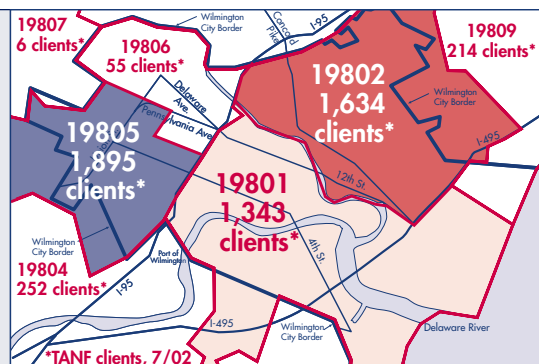 19807
6 clients*
Wilmington
City Border
Concord
Pike
I-95
19809
214 clients*
19806
55 clients*
19802
1,634
clients*
Wilmington
City Border
Delaware
Ave.
Pennsylvania Ave.
19805
1,895
clients*
I-495
12th St.
19801
1,343
clients*
4th St.
Wilmington
City Border
Port of
Wilmington
19804
252 clients*
I-95
I-495
Wilmington
City Border
Delaware River
*TANF clients, 7/02